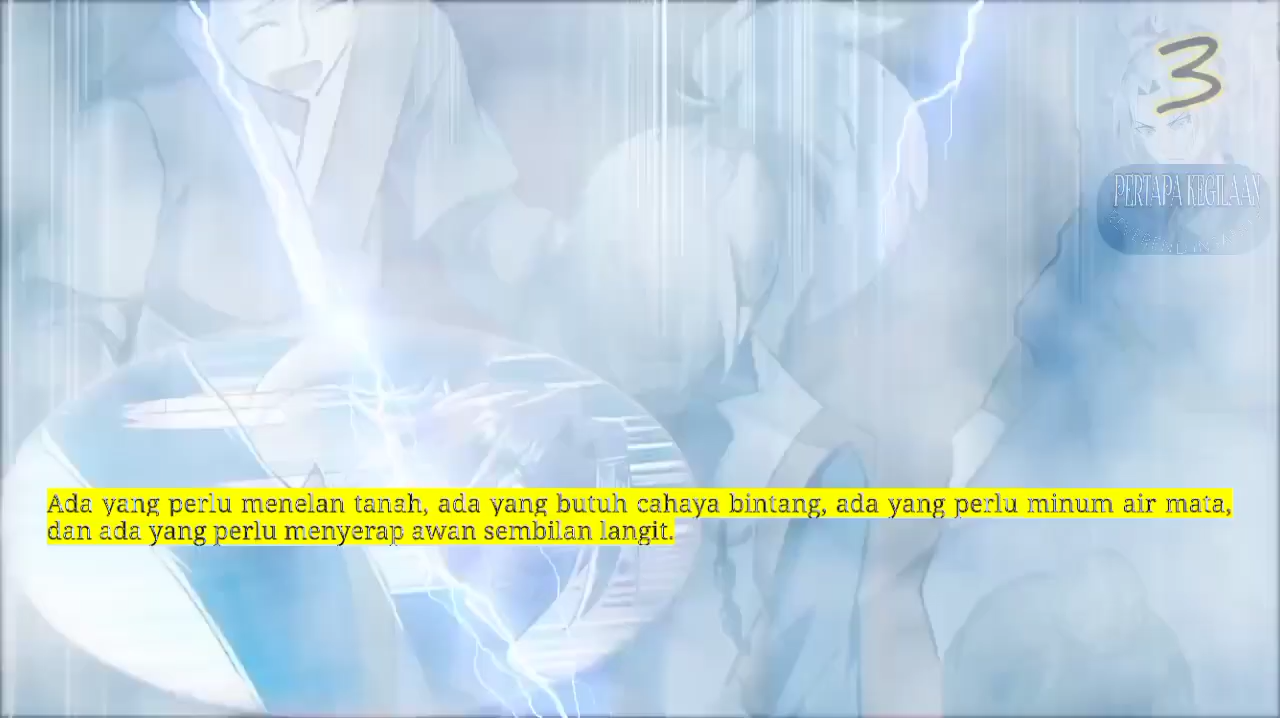 3
PERTAPA KEGILAAN
Ada yang perlu menelan tanah, ada yang butuh cahaya bintang, ada yang perlu minum air mata,
dan ada yang perlu menyerap awan sembilan langit.